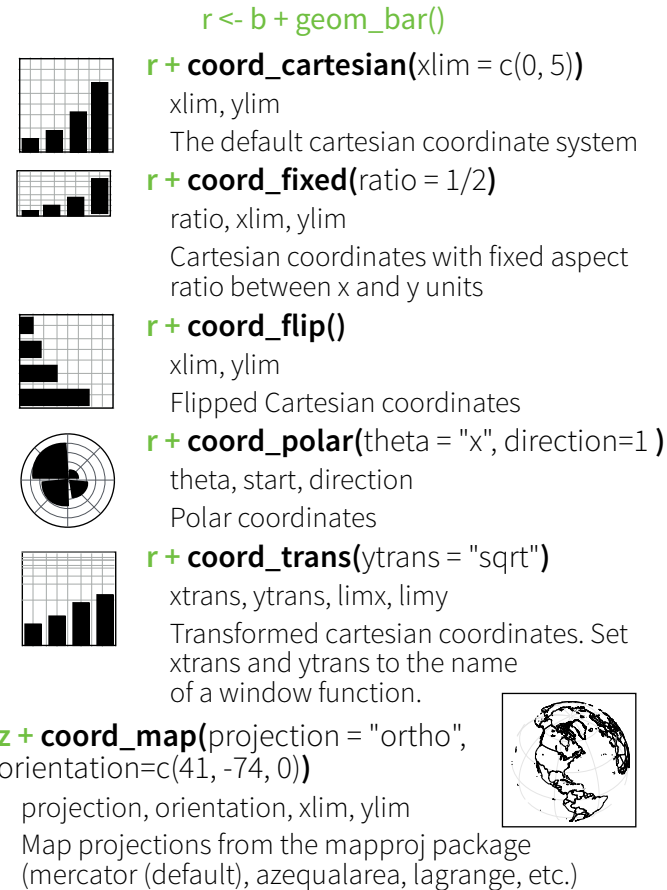 r <- b + geom_bar()
r + coord_cartesian(xlim = c(0, 5))
xlim, ylim
The default cartesian coordinate system
r + coord_fixed(ratio = 1/2)
ratio, xlim, ylim
Cartesian coordinates with fixed aspect
ratio between x and y units
r + coord_flip()
xlim, ylim
Flipped Cartesian coordinates
r + coord_polar(theta = "x", direction=1 )
theta, start, direction
Polar coordinates
r + coord_trans(ytrans = "sqrt")
xtrans, ytrans, limx, limy
Transformed cartesian coordinates. Set
xtrans and ytrans to the name
of a window function.
z + coord_map(projection = "ortho",
orientation=c(41, -74, 0))
projection, orientation, xlim, ylim
Map projections from the mapproj package
(mercator (default), azequalarea, lagrange, etc.)